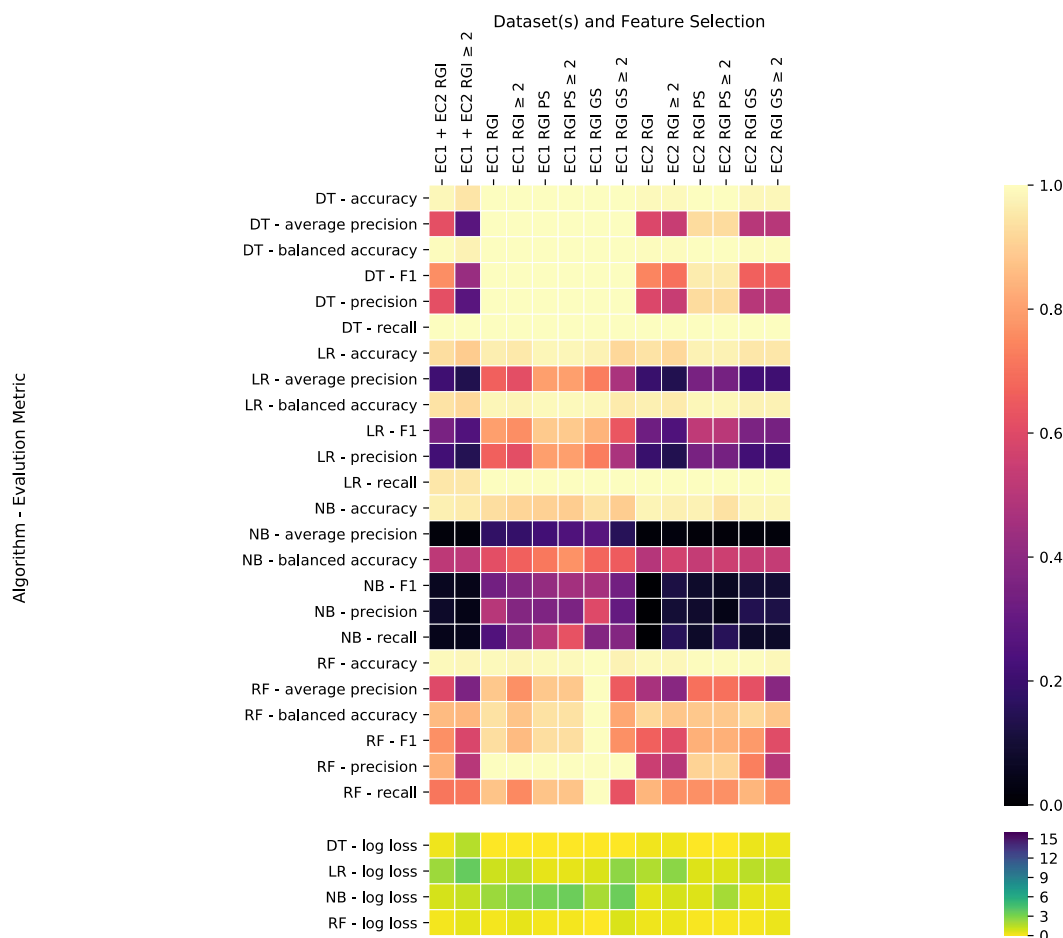 Dataset(s) and Feature Selection
EC1 + EC2 RGI
EC1 + EC2 RGI ≥ 2
EC1 RGI
EC1 RGI ≥ 2
EC1 RGI PS
EC1 RGI PS ≥ 2
EC1 RGI GS
EC1 RGI GS ≥ 2
EC2 RGI
EC2 RGI ≥ 2
EC2 RGI PS
EC2 RGI PS ≥ 2
EC2 RGI GS
EC2 RGI GS ≥ 2
Algorithm - Evalution Metric
DT - accuracy
DT - average precision
DT - balanced accuracy
DT - F1
DT - precision
DT - recall
LR - accuracy
LR - average precision
LR - balanced accuracy
LR - F1
LR - precision
LR - recall
NB - accuracy
NB - average precision
NB - balanced accuracy
NB - F1
NB - precision
NB - recall
RF - accuracy
RF - average precision
RF - balanced accuracy
RF - F1
RF - precision
RF - recall
DT - log loss
LR - log loss
NB - log loss
RF - log loss
1.0
0.8
0.6
0.4
0.2
0.0
15
12
9
6
3
0